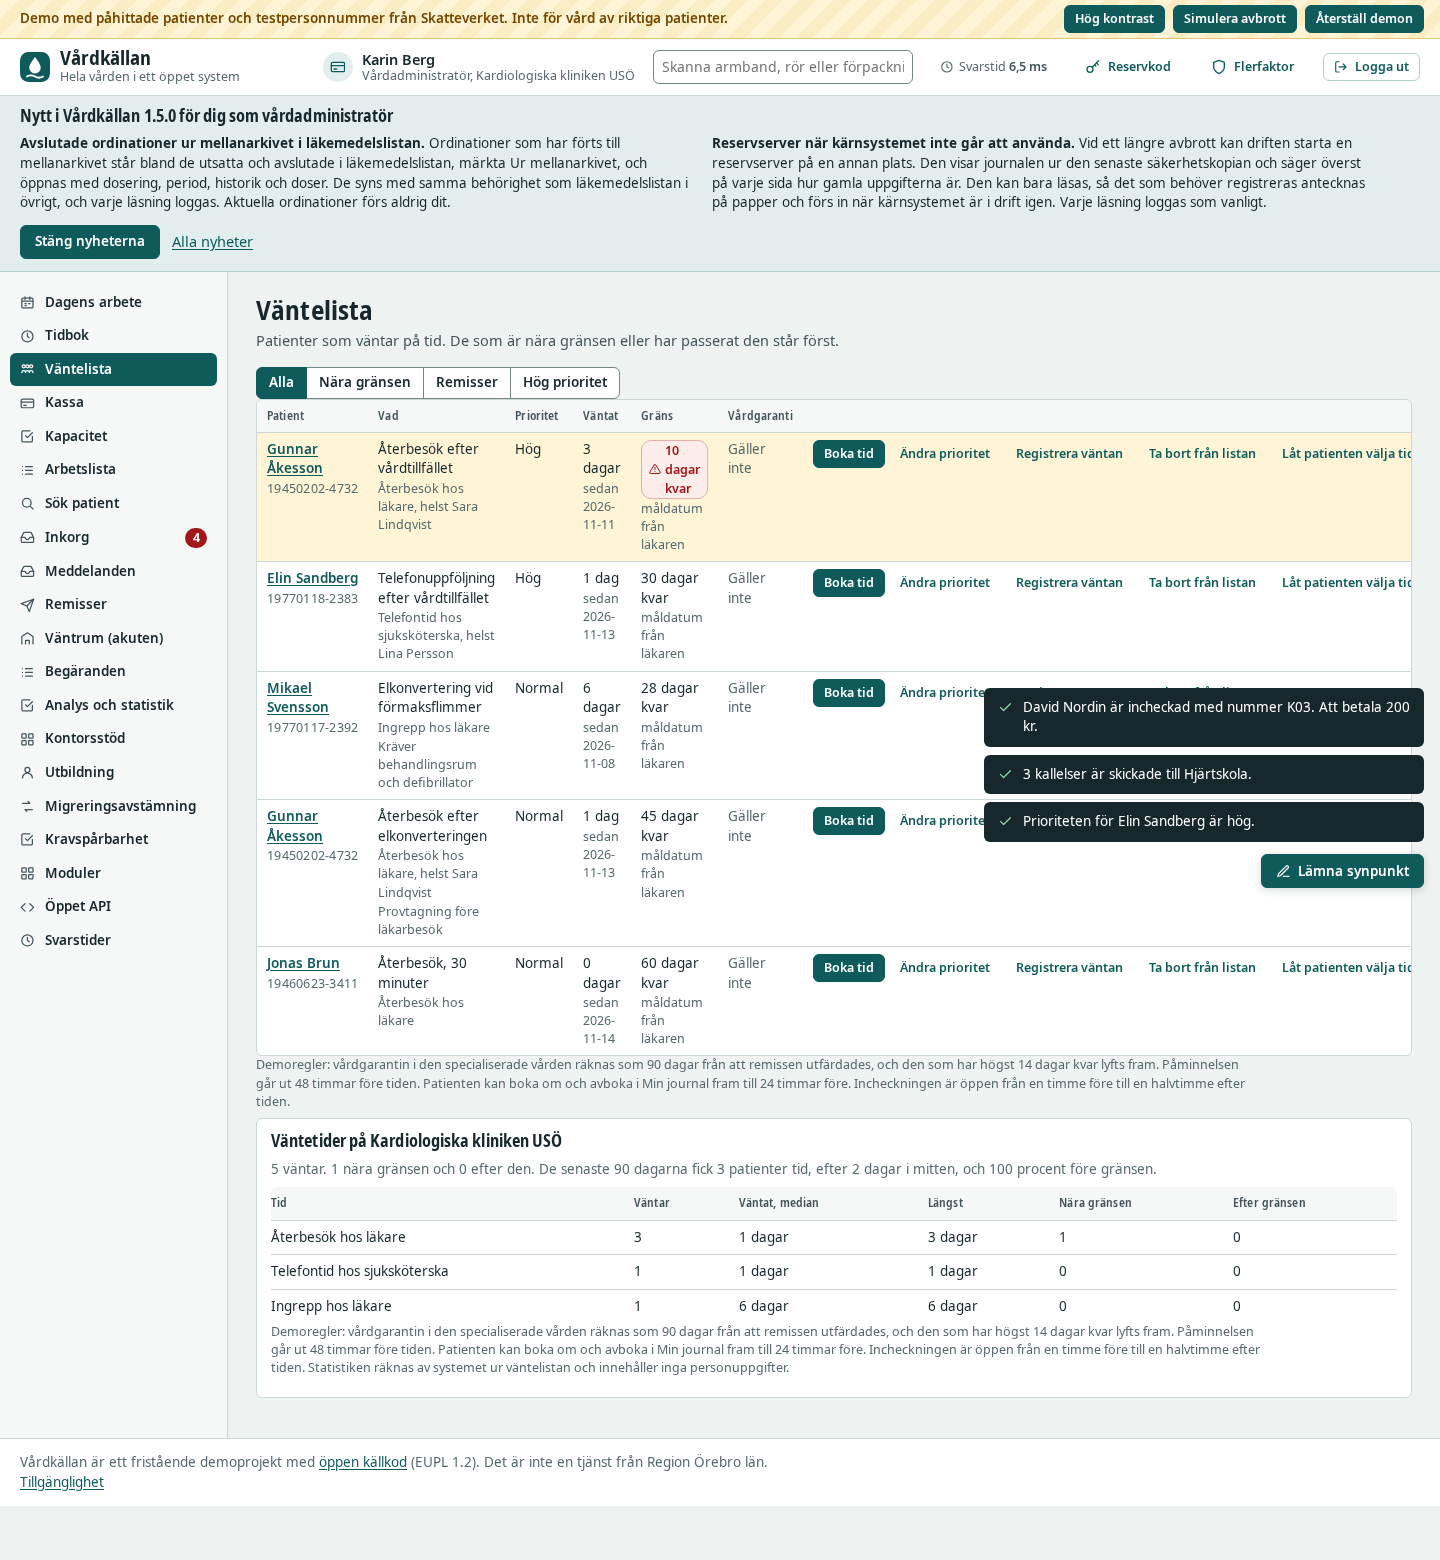 Demo med påhittade patienter och testpersonnummer från Skatteverket. Inte för vård av riktiga patienter.
Hög kontrast
Simulera avbrott
Återställ demon
Vårdkällan
Hela vården i ett öppet system
Karin Berg
Vårdadministratör, Kardiologiska kliniken USÖ
Skanna armband, rör eller förpackni
Svarstid 6,5 ms
Reservkod
Flerfaktor
Logga ut
Nytt i Vårdkällan 1.5.0 för dig som vårdadministratör
Avslutade ordinationer ur mellanarkivet i läkemedelslistan. Ordinationer som har förts till
mellanarkivet står bland de utsatta och avslutade i läkemedelslistan, märkta Ur mellanarkivet, och
öppnas med dosering, period, historik och doser. De syns med samma behörighet som läkemedelslistan i
övrigt, och varje läsning loggas. Aktuella ordinationer förs aldrig dit.
Reservserver när kärnsystemet inte går att använda. Vid ett längre avbrott kan driften starta en
reservserver på en annan plats. Den visar journalen ur den senaste säkerhetskopian och säger överst
på varje sida hur gamla uppgifterna är. Den kan bara läsas, så det som behöver registreras antecknas
på papper och förs in när kärnsystemet är i drift igen. Varje läsning loggas som vanligt.
Stäng nyheterna
Alla nyheter
Dagens arbete
Tidbok
Väntelista
Kassa
Kapacitet
Arbetslista
Sök patient
Inkorg
4
Meddelanden
Remisser
Väntrum (akuten)
Begäranden
Analys och statistik
Kontorsstöd
Utbildning
Migreringsavstämning
Kravspårbarhet
Moduler
Öppet API
Svarstider
Väntelista
Patienter som väntar på tid. De som är nära gränsen eller har passerat den står först.
Alla
Nära gränsen
Remisser
Hög prioritet
Patient
Vad
Prioritet
Väntat
Gräns
Vårdgaranti
Gunnar
Åkesson
19450202-4732
Återbesök efter
vårdtillfället
Återbesök hos
läkare, helst Sara
Lindqvist
Hög
3
dagar
sedan
2026-
11-11
10
dagar
kvar
måldatum
från
läkaren
Gäller
inte
Boka tid
Ändra prioritet
Registrera väntan
Ta bort från listan
Låt patienten välja tid
Elin Sandberg
19770118-2383
Telefonuppföljning
efter vårdtillfället
Telefontid hos
sjuksköterska, helst
Lina Persson
Hög
1 dag
sedan
2026-
11-13
30 dagar
kvar
måldatum
från
läkaren
Gäller
inte
Boka tid
Ändra prioritet
Registrera väntan
Ta bort från listan
Låt patienten välja tid
Mikael
Svensson
19770117-2392
Elkonvertering vid
förmaksflimmer
Ingrepp hos läkare
Kräver
behandlingsrum
och defibrillator
Normal
6
dagar
sedan
2026-
11-08
28 dagar
kvar
måldatum
från
läkaren
Gäller
inte
Boka tid
Ändra
Gunnar
Åkesson
19450202-4732
Återbesök efter
elkonverteringen
Återbesök hos
läkare, helst Sara
Lindqvist
Provtagning före
läkarbesök
Normal
1 dag
sedan
2026-
11-13
45 dagar
kvar
måldatum
från
läkaren
Gäller
inte
Boka tid
Ändra
Jonas Brun
19460623-3411
Återbesök, 30
minuter
Återbesök hos
läkare
Normal
0
dagar
sedan
2026-
11-14
60 dagar
kvar
måldatum
från
läkaren
Gäller
inte
Boka tid
Ändra prioritet
Registrera väntan
Ta bort från listan
Låt patienten välja tid
David Nordin är incheckad med nummer K03. Att betala 200
kr.
3 kallelser är skickade till Hjärtskola.
Prioriteten för Elin Sandberg är hög.
Lämna synpunkt
Demoregler: vårdgarantin i den specialiserade vården räknas som 90 dagar från att remissen utfärdades, och den som har högst 14 dagar kvar lyfts fram. Påminnelsen
går ut 48 timmar före tiden. Patienten kan boka om och avboka i Min journal fram till 24 timmar före. Incheckningen är öppen från en timme före till en halvtimme efter
tiden.
Väntetider på Kardiologiska kliniken USÖ
5 väntar. 1 nära gränsen och 0 efter den. De senaste 90 dagarna fick 3 patienter tid, efter 2 dagar i mitten, och 100 procent före gränsen.
Tid
Väntar
Väntat, median
Längst
Nära gränsen
Efter gränsen
Återbesök hos läkare
3
1 dagar
3 dagar
1
0
Telefontid hos sjuksköterska
1
1 dagar
1 dagar
0
0
Ingrepp hos läkare
1
6 dagar
6 dagar
0
0
Demoregler: vårdgarantin i den specialiserade vården räknas som 90 dagar från att remissen utfärdades, och den som har högst 14 dagar kvar lyfts fram. Påminnelsen
går ut 48 timmar före tiden. Patienten kan boka om och avboka i Min journal fram till 24 timmar före. Incheckningen är öppen från en timme före till en halvtimme efter
tiden. Statistiken räknas av systemet ur väntelistan och innehåller inga personuppgifter.
Vårdkällan är ett fristående demoprojekt med öppen källkod (EUPL 1.2). Det är inte en tjänst från Region Örebro län.
Tillgänglighet